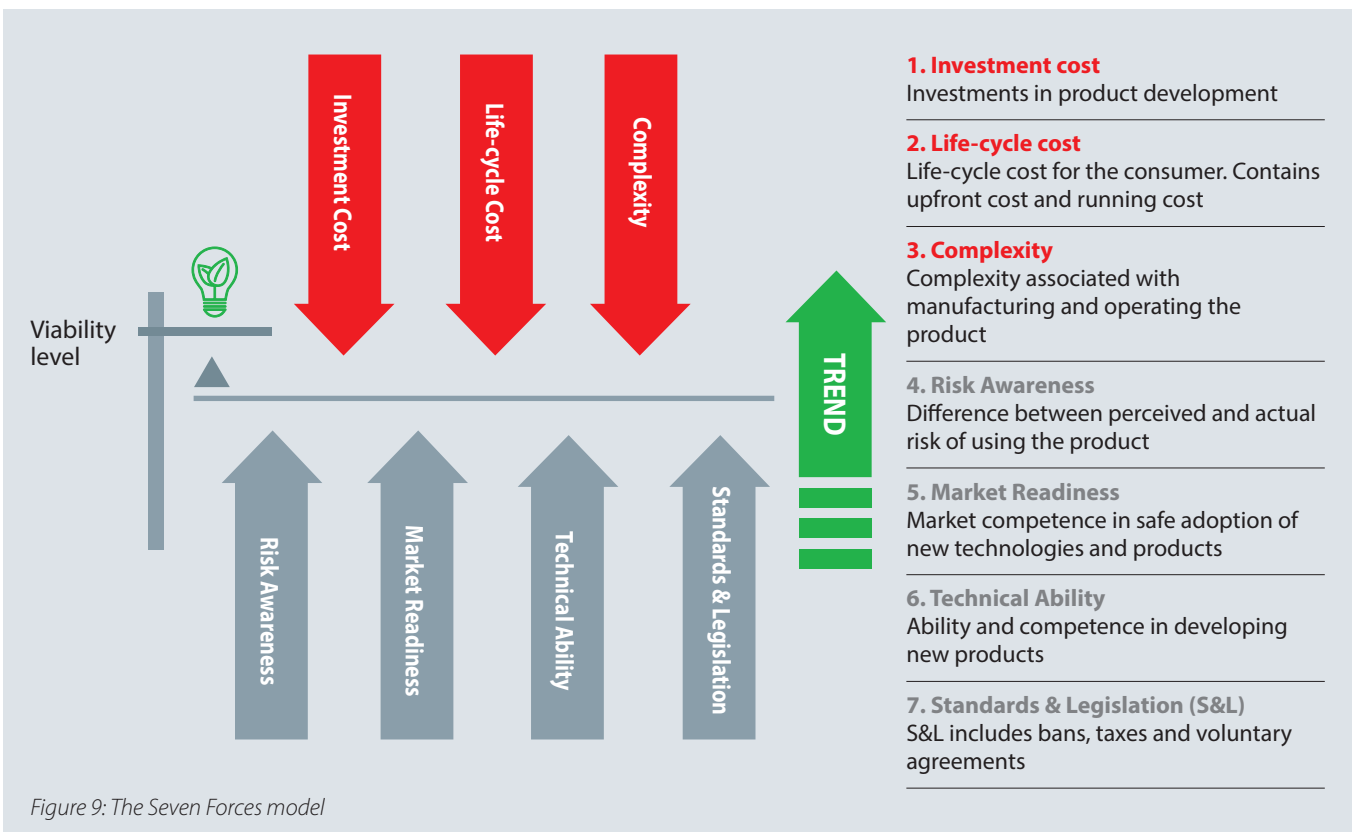 Investment Cost
Life-cycle Cost
Complexity
Viability
level
TREND
Risk Awareness
Market Readiness
Technical Ability
Standards & Legislation
1. Investment cost
Investments in product development
2. Life-cycle cost
Life-cycle cost for the consumer. Contains
upfront cost and running cost
3. Complexity
Complexity associated with
manufacturing and operating the
product
4. Risk Awareness
Difference between perceived and actual
risk of using the product
5. Market Readiness
Market competence in safe adoption of
new technologies and products
6. Technical Ability
Ability and competence in developing
new products
7. Standards & Legislation (S&L)
S&L includes bans, taxes and voluntary
agreements
Figure 9: The Seven Forces model